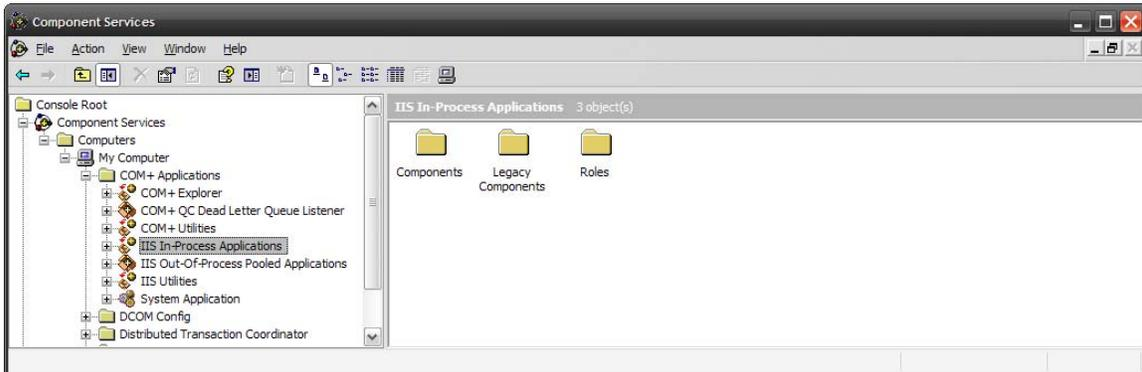 Component Services
File Action View Window Help
Console Root
Component Services
Computers
My Computer
COM+ Applications
COM+ Explorer
COM+ QC Dead Letter Queue Listener
COM+ Utilities
IIS In-Process Applications
IIS Out-Of-Process Pooled Applications
IIS Utilities
System Application
DCOM Config
Distributed Transaction Coordinator
IIS In-Process Applications 3 object(s)
Components
Legacy
Components
Roles